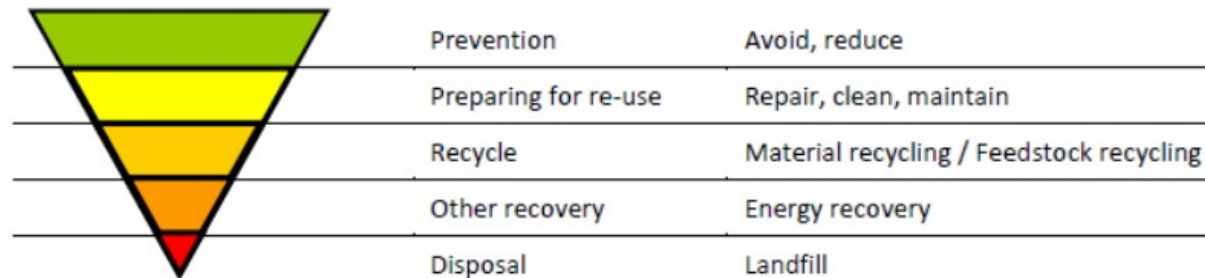 Prevention Avoid, reduce
Preparing for re-use Repair, clean, maintain
Recycle Material recycling / Feedstock recycling
Other recovery Energy recovery
Disposal Landfill